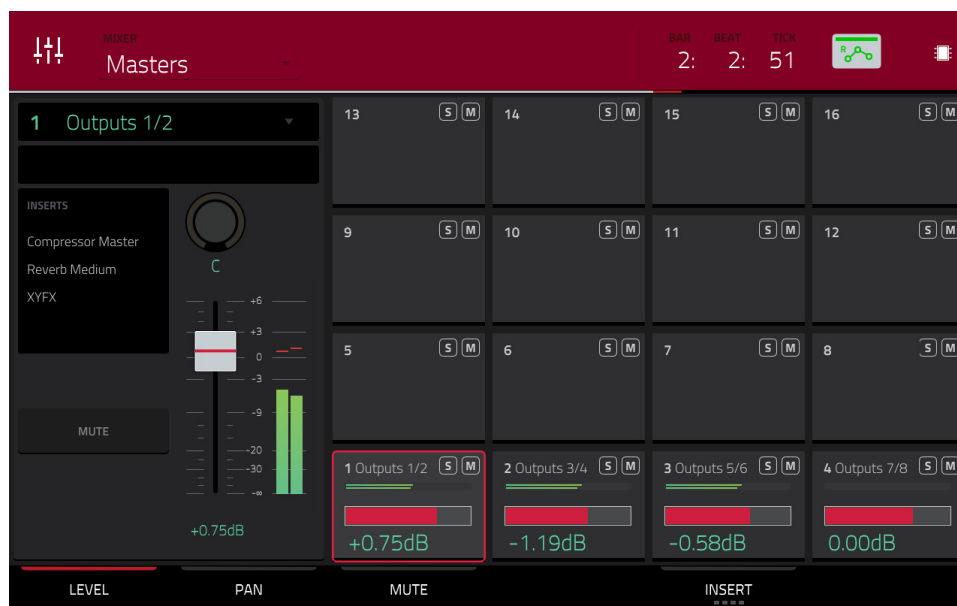 MIXER
Masters
BAR BEAT TICK
2: 2: 51
R
1 Outputs 1/2
INSERTS
Compressor Master
Reverb Medium
XYFX
C
+6
+3
0
-3
-9
-20
-30
-∞
MUTE
+0.75dB
13 S M
14 S M
15 S M
16 S M
9 S M
10 S M
11 S M
12 S M
5 S M
6 S M
7 S M
8 S M
1 Outputs 1/2 S M
+0.75dB
2 Outputs 3/4 S M
-1.19dB
3 Outputs 5/6 S M
-0.58dB
4 Outputs 7/8 S M
0.00dB
LEVEL
PAN
MUTE
INSERT